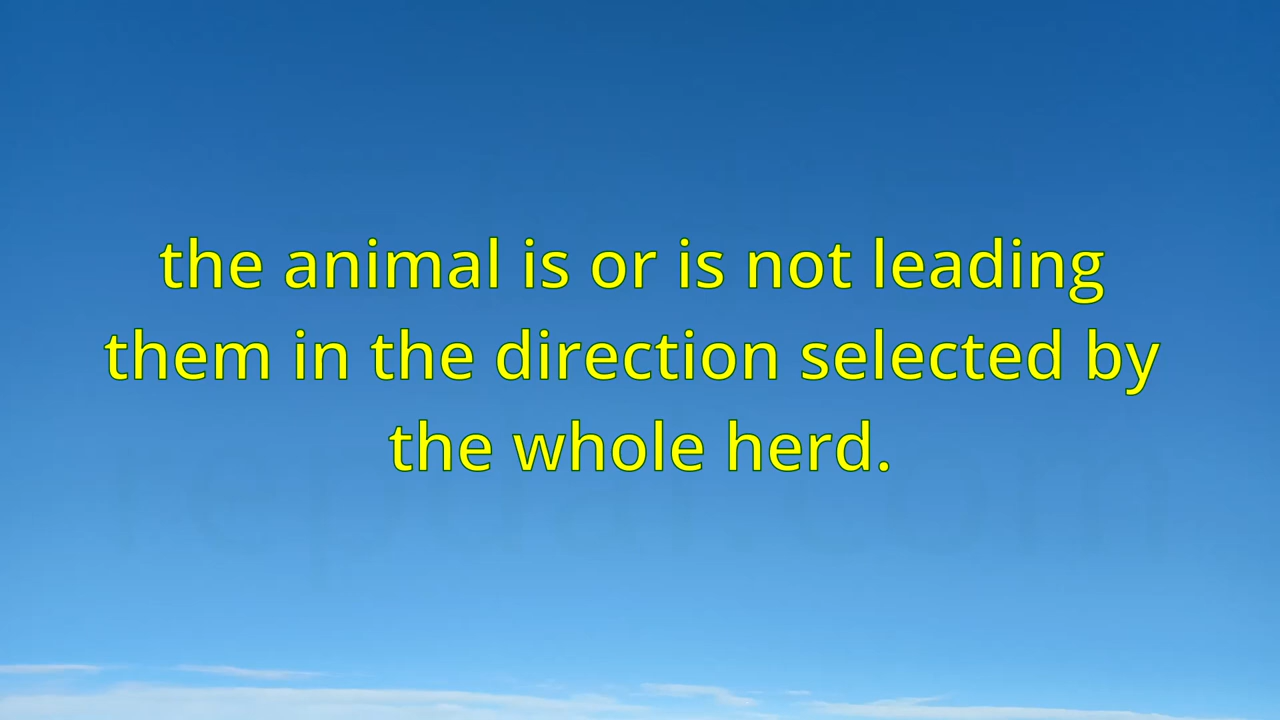 the animal is or is not leading
them in the direction selected by
the whole herd.